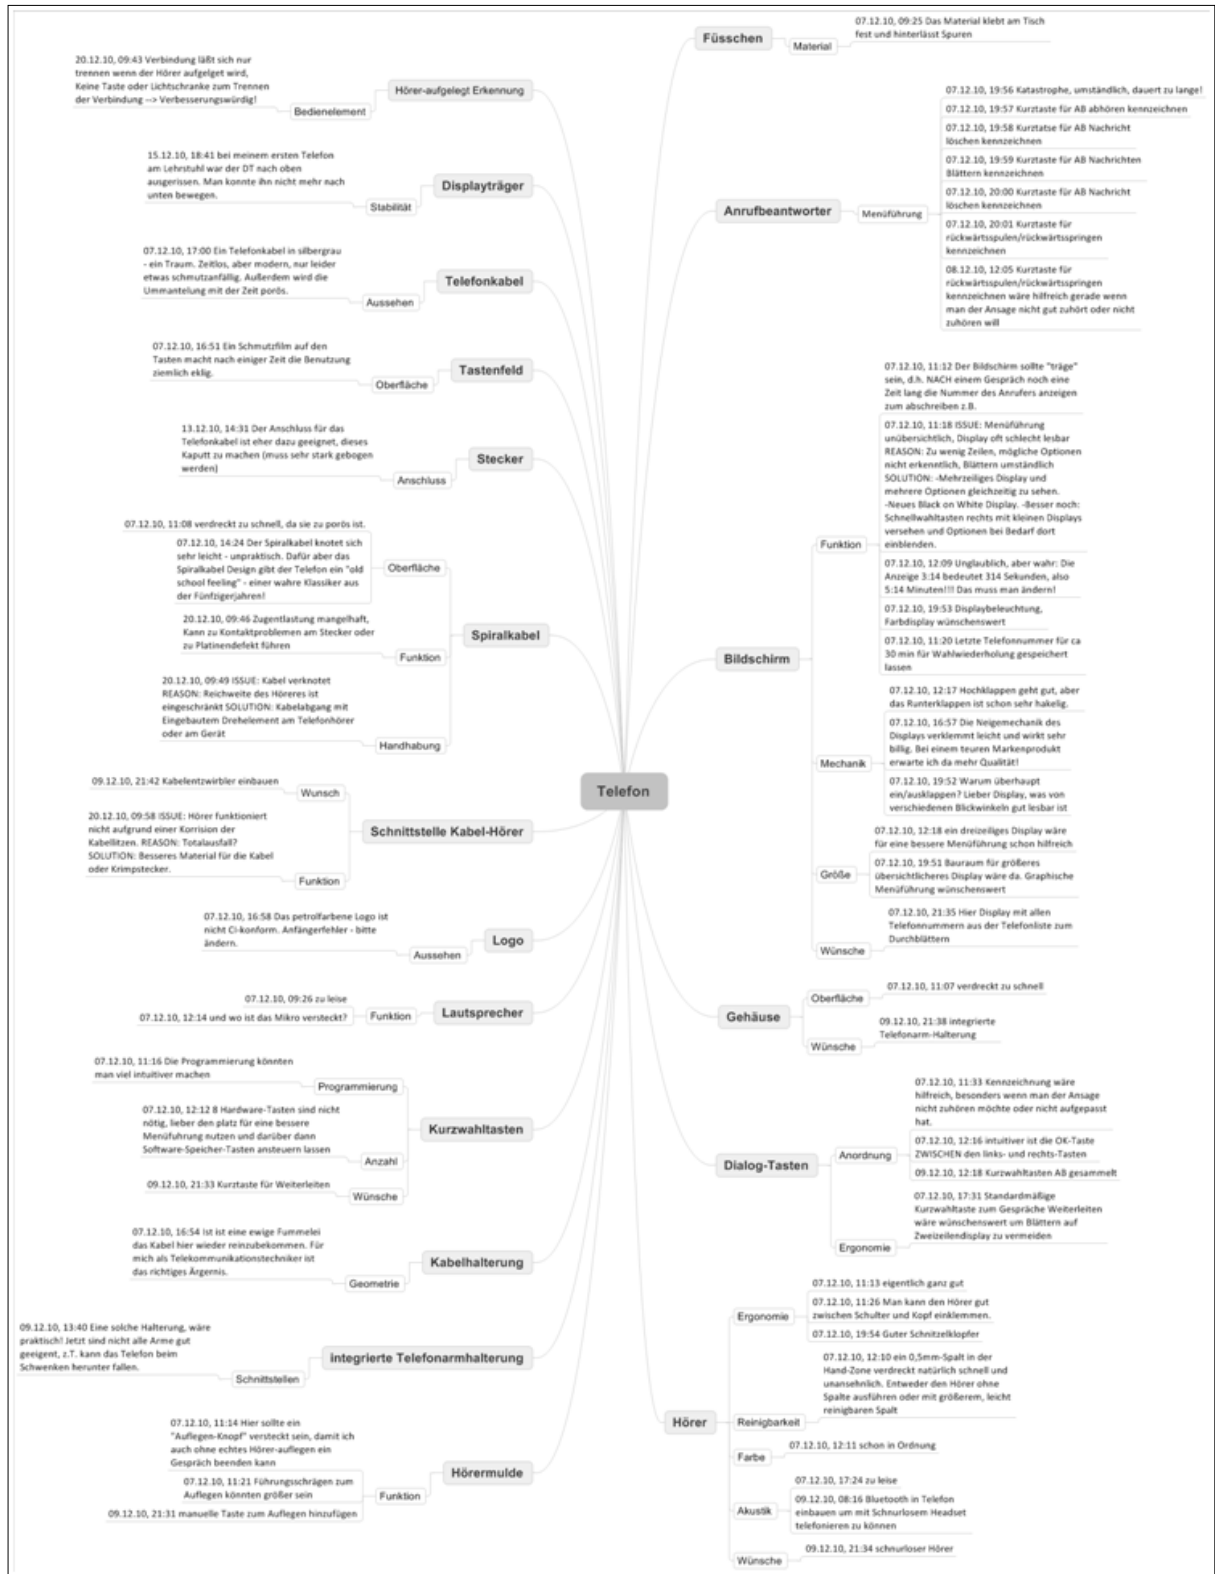 Telefon
Hörer-aufgelegt Erkennung
Bedienelement
20.12.10, 09:43 Verbindung läßt sich nur
trennen wenn der Hörer aufgelget wird,
Keine Taste oder Lichtschranke zum Trennen
der Verbindung --> Verbesserungswürdig!
Displayträger
Stabilität
15.12.10, 18:41 bei meinem ersten Telefon
am Lehrstuhl war der DT nach oben
ausgerissen. Man konnte ihn nicht mehr nach
unten bewegen.
Telefonkabel
Aussehen
07.12.10, 17:00 Ein Telefonkabel in silbergrau
- ein Traum. Zeitlos, aber modern, nur leider
etwas schmutzanfällig. Außerdem wird die
Ummantelung mit der Zeit porös.
Tastenfeld
Oberfläche
07.12.10, 16:51 Ein Schmutzfilm auf den
Tasten macht nach einiger Zeit die Benutzung
ziemlich eklig.
Stecker
Anschluss
13.12.10, 14:31 Der Anschluss für das
Telefonkabel ist eher dazu geeignet, dieses
Kaputt zu machen (muss sehr stark gebogen
werden)
Spiralkabel
Oberfläche
07.12.10, 11:08 verdreckt zu schnell, da sie zu porös ist.
07.12.10, 14:24 Der Spiralkabel knotet sich
sehr leicht - unpraktisch. Dafür aber das
Spiralkabel Design gibt der Telefon ein "old
school feeling" - einer wahre Klassiker aus
der Fünfzigerjahren!
Funktion
20.12.10, 09:46 Zugentlastung mangelhaft,
Kann zu Kontaktproblemen am Stecker oder
zu Platinendefekt führen
Handhabung
20.12.10, 09:49 ISSUE: Kabel verknotet
REASON: Reichweite des Höreres ist
eingeschränkt SOLUTION: Kabelabgang mit
Eingebautem Drehelement am Telefonhörer
oder am Gerät
Schnittstelle Kabel-Hörer
Wunsch
09.12.10, 21:42 Kabelentzwirbler einbauen
Funktion
20.12.10, 09:58 ISSUE: Hörer funktioniert
nicht aufgrund einer Korrision der
Kabellitzen. REASON: Totalausfall?
SOLUTION: Besseres Material für die Kabel
oder Krimpstecker.
Logo
Aussehen
07.12.10, 16:58 Das petrolfarbene Logo ist
nicht CI-konform. Anfängerfehler - bitte
ändern.
Lautsprecher
Funktion
07.12.10, 09:26 zu leise
07.12.10, 12:14 und wo ist das Mikro versteckt?
Kurzwahltasten
Programmierung
07.12.10, 11:16 Die Programmierung könnten
man viel intuitiver machen
Anzahl
07.12.10, 12:12 8 Hardware-Tasten sind nicht
nötig, lieber den platz für eine bessere
Menüfuhrung nutzen und darüber dann
Software-Speicher-Tasten ansteuern lassen
Wünsche
09.12.10, 21:33 Kurztaste für Weiterleiten
Kabelhalterung
Geometrie
07.12.10, 16:54 Ist ist eine ewige Fummelei
das Kabel hier wieder reinzubekommen. Für
mich als Telekommunikationstechniker ist
das richtiges Ärgernis.
integrierte Telefonarmhalterung
Schnittstellen
09.12.10, 13:40 Eine solche Halterung, wäre
praktisch! Jetzt sind nicht alle Arme gut
geeigent, z.T. kann das Telefon beim
Schwenken herunter fallen.
Hörermulde
Funktion
07.12.10, 11:14 Hier sollte ein
"Auflegen-Knopf" versteckt sein, damit ich
auch ohne echtes Hörer-auflegen ein
Gespräch beenden kann
07.12.10, 11:21 Führungsschrägen zum
Auflegen könnten größer sein
09.12.10, 21:31 manuelle Taste zum Auflegen hinzufügen
Füsschen
Material
07.12.10, 09:25 Das Material klebt am Tisch
fest und hinterlässt Spuren
Anrufbeantworter
Menüführung
07.12.10, 19:56 Katastrophe, umständlich, dauert zu lange!
07.12.10, 19:57 Kurztaste für AB abhören kennzeichnen
07.12.10, 19:58 Kurztatse für AB Nachricht
löschen kennzeichnen
07.12.10, 19:59 Kurztaste für AB Nachrichten
Blättern kennzeichnen
07.12.10, 20:00 Kurztaste für AB Nachricht
löschen kennzeichnen
07.12.10, 20:01 Kurztaste für
rückwärtsspulen/rückwärtsspringen
kennzeichnen
08.12.10, 12:05 Kurztaste für
rückwärtsspulen/rückwärtsspringen
kennzeichnen wäre hilfreich gerade wenn
man der Ansage nicht gut zuhört oder nicht
zuhören will
Bildschirm
Funktion
07.12.10, 11:12 Der Bildschirm sollte "träge"
sein, d.h. NACH einem Gespräch noch eine
Zeit lang die Nummer des Anrufers anzeigen
zum abschreiben z.B.
07.12.10, 11:18 ISSUE: Menüführung
unübersichtlich, Display oft schlecht lesbar
REASON: Zu wenig Zeilen, mögliche Optionen
nicht erkenntlich, Blättern umständlich
SOLUTION: -Mehrzeiliges Display und
mehrere Optionen gleichzeitig zu sehen.
-Neues Black on White Display. -Besser noch:
Schnellwahltasten rechts mit kleinen Displays
versehen und Optionen bei Bedarf dort
einblenden.
07.12.10, 12:09 Unglaublich, aber wahr: Die
Anzeige 3:14 bedeutet 314 Sekunden, also
5:14 Minuten!!! Das muss man ändern!
07.12.10, 19:53 Displaybeleuchtung,
Farbdisplay wünschenswert
07.12.10, 11:20 Letzte Telefonnummer für ca
30 min für Wahlwiederholung gespeichert
lassen
Mechanik
07.12.10, 12:17 Hochklappen geht gut, aber
das Runterklappen ist schon sehr hakelig.
07.12.10, 16:57 Die Neigemechanik des
Displays verklemmt leicht und wirkt sehr
billig. Bei einem teuren Markenprodukt
erwarte ich da mehr Qualität!
07.12.10, 19:52 Warum überhaupt
ein/ausklappen? Lieber Display, was von
verschiedenen Blickwinkeln gut lesbar ist
Größe
07.12.10, 12:18 ein dreizeiliges Display wäre
für eine bessere Menüführung schon hilfreich
07.12.10, 19:51 Bauraum für größeres
übersichtlicheres Display wäre da. Graphische
Menüführung wünschenswert
Wünsche
07.12.10, 21:35 Hier Display mit allen
Telefonnummern aus der Telefonliste zum
Durchblättern
Gehäuse
Oberfläche
07.12.10, 11:07 verdreckt zu schnell
Wünsche
09.12.10, 21:38 integrierte
Telefonarm-Halterung
Dialog-Tasten
Anordnung
07.12.10, 11:33 Kennzeichnung wäre
hilfreich, besonders wenn man der Ansage
nicht zuhören möchte oder nicht aufgepasst
hat.
07.12.10, 12:16 intuitiver ist die OK-Taste
ZWISCHEN den links- und rechts-Tasten
09.12.10, 12:18 Kurzwahltasten AB gesammelt
Ergonomie
07.12.10, 17:31 Standardmäßige
Kurzwahltaste zum Gespräche Weiterleiten
wäre wünschenswert um Blättern auf
Zweizeilendisplay zu vermeiden
Hörer
Ergonomie
07.12.10, 11:13 eigentlich ganz gut
07.12.10, 11:26 Man kann den Hörer gut
zwischen Schulter und Kopf einklemmen.
07.12.10, 19:54 Guter Schnitzelklopfer
Reinigbarkeit
07.12.10, 12:10 ein 0,5mm-Spalt in der
Hand-Zone verdreckt natürlich schnell und
unansehnlich. Entweder den Hörer ohne
Spalte ausführen oder mit größerem, leicht
reinigbaren Spalt
Farbe
07.12.10, 12:11 schon in Ordnung
Akustik
07.12.10, 17:24 zu leise
09.12.10, 08:16 Bluetooth in Telefon
einbauen um mit Schnurlosem Headset
telefonieren zu können
Wünsche
09.12.10, 21:34 schnurloser Hörer